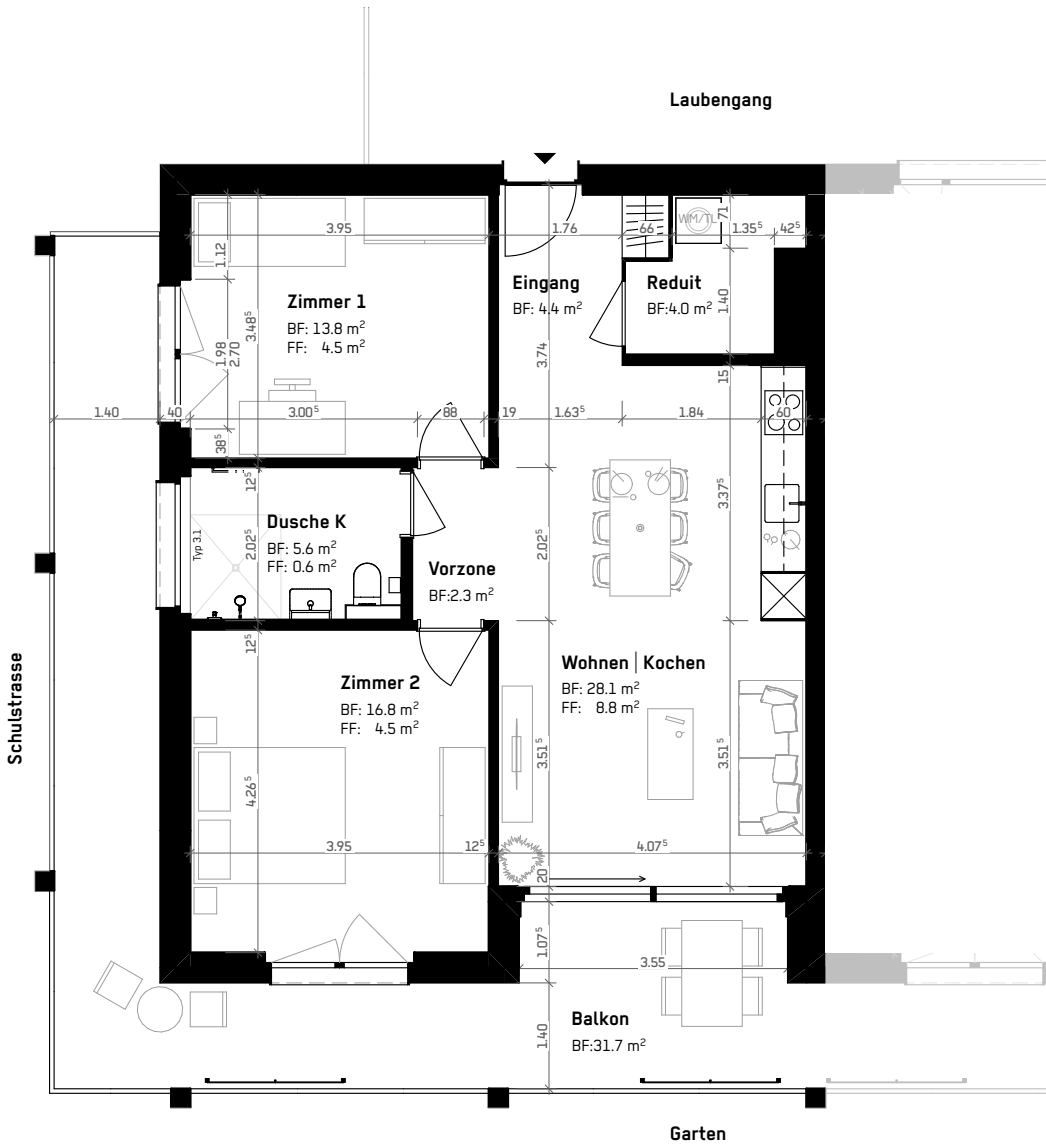 Laubengang
3.95
1.76
66
WM/TL
71
1.35⁵
42⁵
1.12
Eingang
BF: 4.4 m²
Reduit
BF:4.0 m²
1.40
Zimmer 1
BF: 13.8 m²
FF: 4.5 m²
3.48⁵
1.98
2.70
3.74
15
1.40
40
3.00⁵
88
19
1.63⁵
1.84
60
38⁵
12⁵
Dusche K
BF: 5.6 m²
FF: 0.6 m²
Typ 3.1
2.02⁵
Vorzone
BF:2.3 m²
2.02⁵
3.37⁵
12⁵
Schulstrasse
Zimmer 2
BF: 16.8 m²
FF: 4.5 m²
Wohnen | Kochen
BF: 28.1 m²
FF: 8.8 m²
4.26⁵
3.51⁵
3.51⁵
3.95
12⁵
4.07⁵
20
1.07⁵
3.55
1.40
Balkon
BF:31.7 m²
Garten